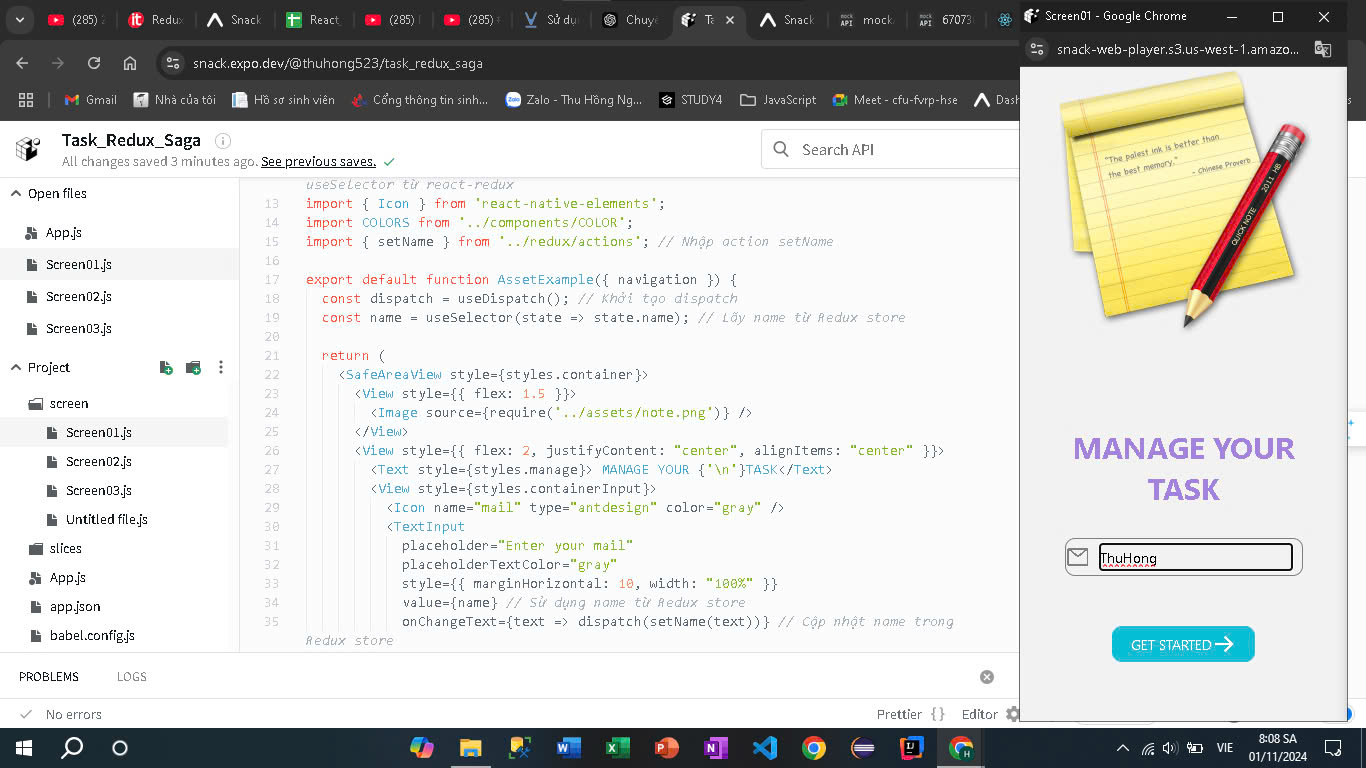 (285) 2
Redux
Snack
React_
(285) I
(285) r
Sử dụ
Chuyê
Snack
mock
67073
Screen01 - Google Chrome
snack.expo.dev/@thuhong523/task_redux_saga
snack-web-player.s3.us-west-1.amazo...
Gmail
Nhà của tôi
Hồ sơ sinh viên
Cổng thông tin sinh...
Zalo - Thu Hồng Ng...
STUDY4
JavaScript
Meet - cfu-fvrp-hse
Dash
Task_Redux_Saga
All changes saved 3 minutes ago. See previous saves.
Search API
Open files
App.js
Screen01.js
Screen02.js
Screen03.js
Project
screen
Screen01.js
Screen02.js
Screen03.js
Untitled file.js
slices
App.js
app.json
babel.config.js
useSelector từ react-redux
13 import { Icon } from 'react-native-elements';
14 import COLORS from '../components/COLOR';
15 import { setName } from '../redux/actions'; // Nhập action setName
16
17 export default function AssetExample({ navigation }) {
18 const dispatch = useDispatch(); // Khởi tạo dispatch
19 const name = useSelector(state => state.name); // Lấy name từ Redux store
20
21 return (
22 <SafeAreaView style={styles.container}>
23 <View style={{ flex: 1.5 }}>
24 <Image source={require('../assets/note.png')} />
25 </View>
26 <View style={{ flex: 2, justifyContent: "center", alignItems: "center" }}>
27 <Text style={styles.manage}> MANAGE YOUR {'\n'}TASK</Text>
28 <View style={styles.containerInput}>
29 <Icon name="mail" type="antdesign" color="gray" />
30 <TextInput
31 placeholder="Enter your mail"
32 placeholderTextColor="gray"
33 style={{ marginHorizontal: 10, width: "100%" }}
34 value={name} // Sử dụng name từ Redux store
35 onChangeText={text => dispatch(setName(text))} // Cập nhật name trong
Redux store
"The palest ink is better than
the best memory."
- Chinese Proverb
QUICK NOTE
2011 HB
MANAGE YOUR
TASK
ThuHong
GET STARTED
PROBLEMS
LOGS
No errors
Prettier {}
Editor
VIE
8:08 SA
01/11/2024